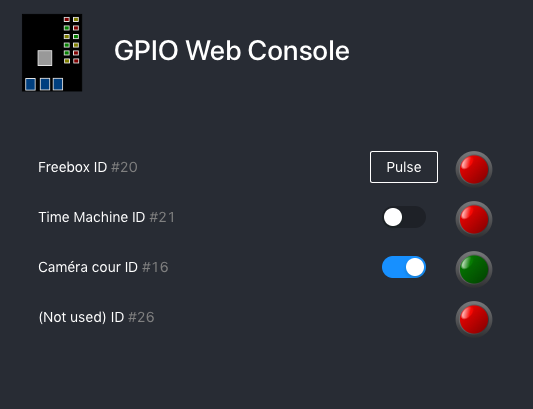 GPIO Web Console
Freebox ID #20 Pulse
Time Machine ID #21
Caméra cour ID #16
(Not used) ID #26